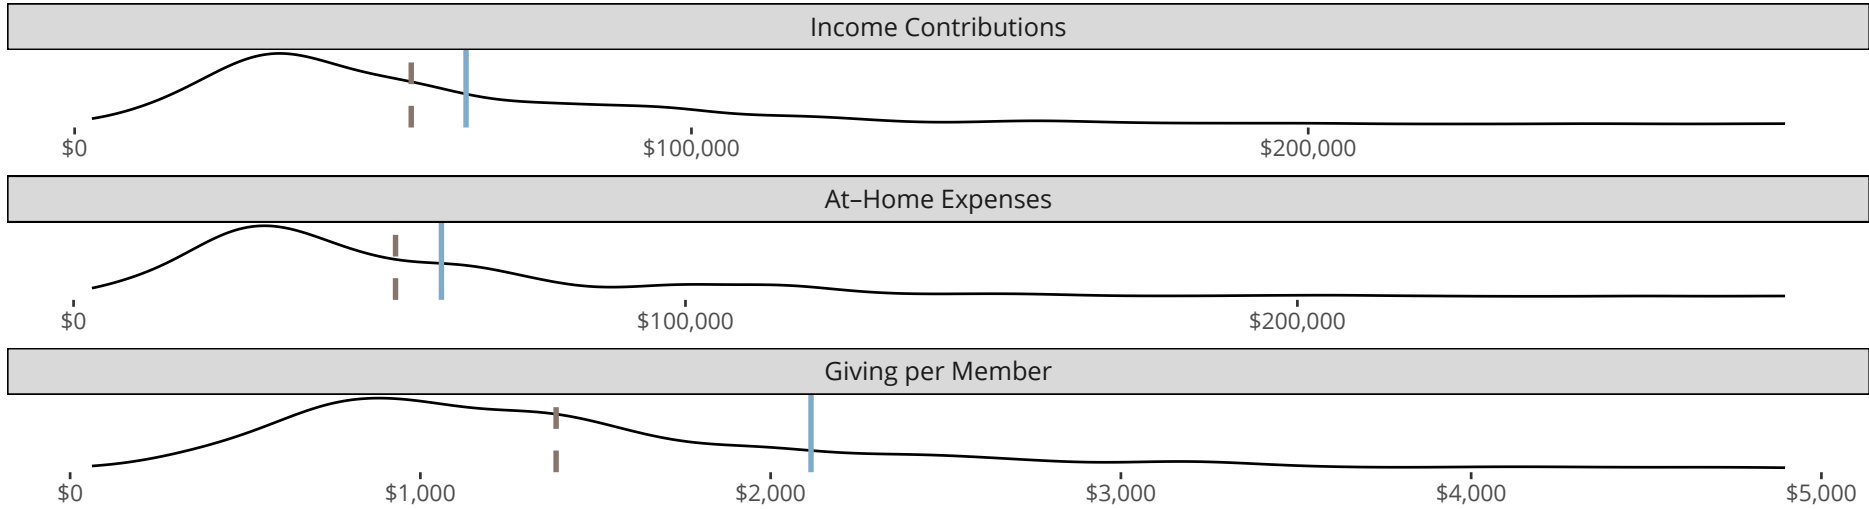 Income Contributions
$0 $100,000 $200,000
At–Home Expenses
$0 $100,000 $200,000
Giving per Member
$0 $1,000 $2,000 $3,000 $4,000 $5,000